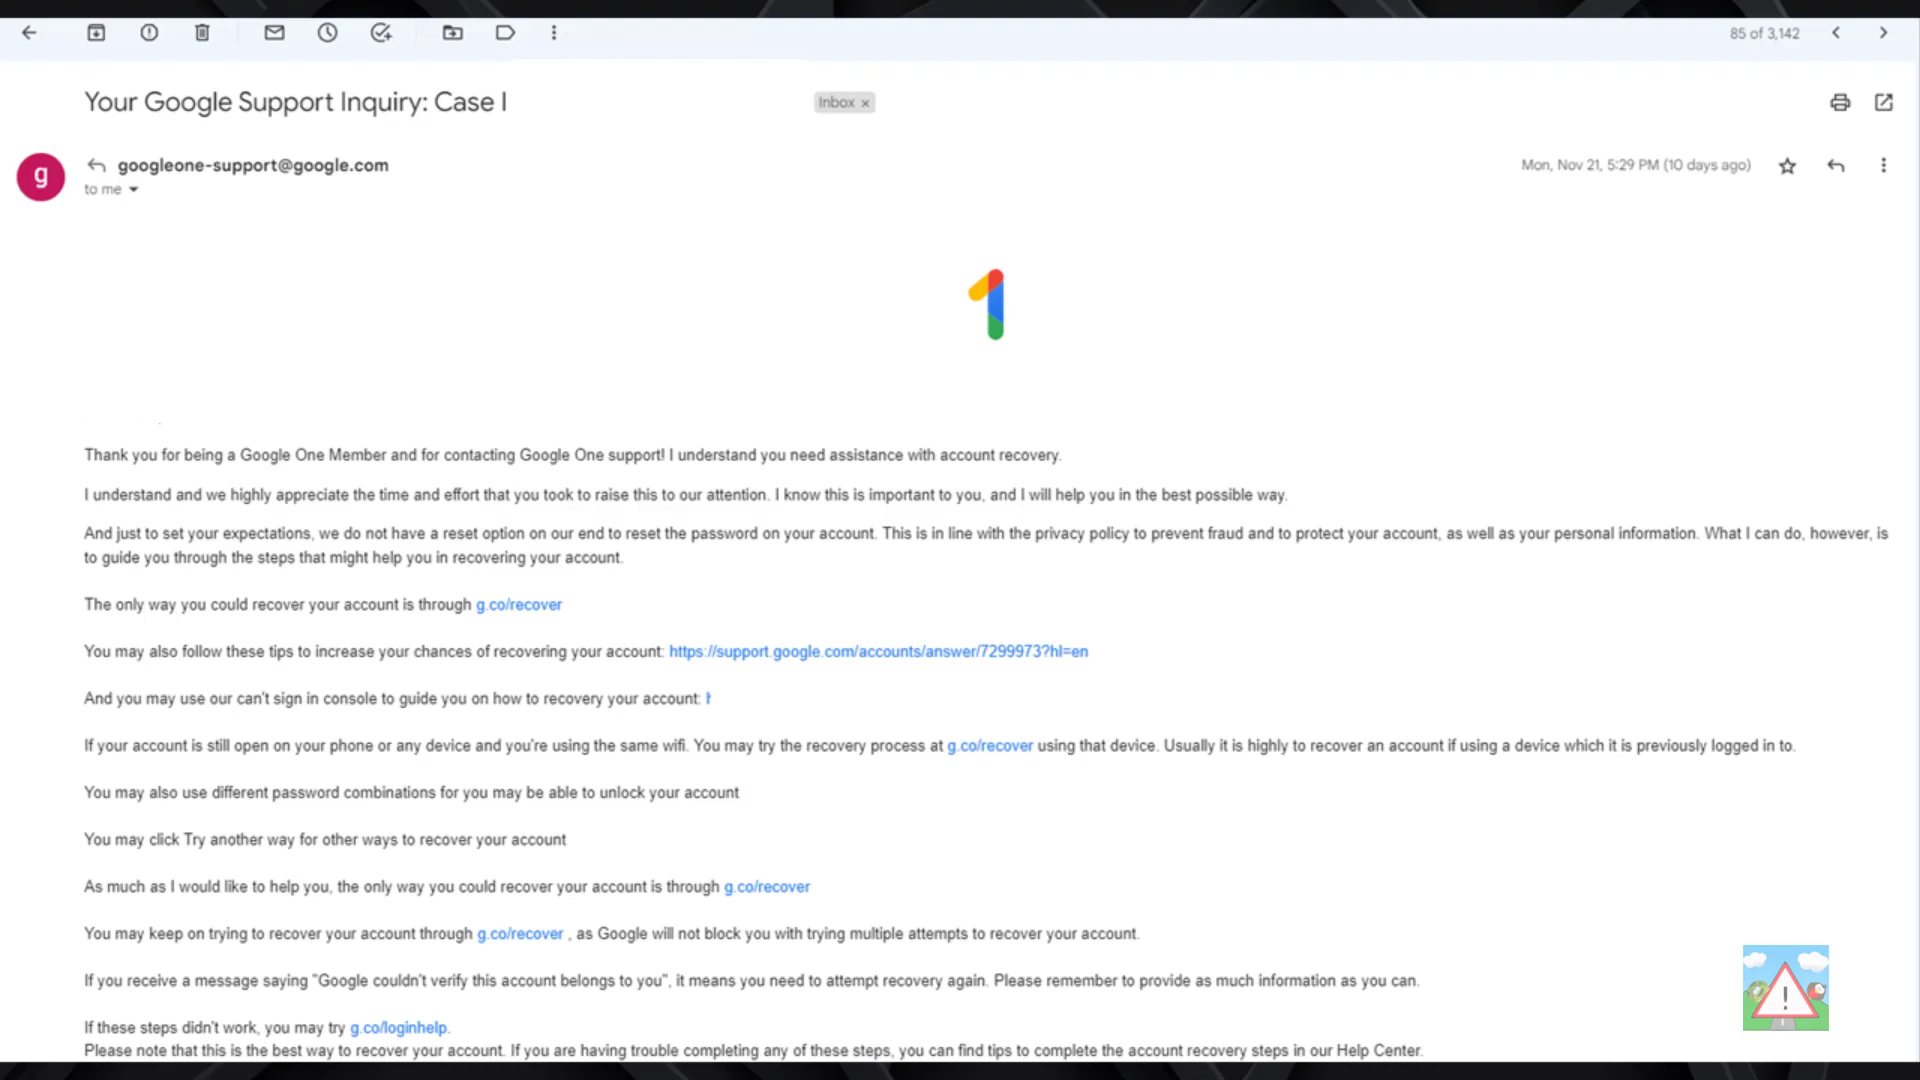 85 of 3,142
Your Google Support Inquiry: Case I
Inbox ×
g
googleone-support@google.com
Mon, Nov 21, 5:29 PM (10 days ago)
to me
Thank you for being a Google One Member and for contacting Google One support! I understand you need assistance with account recovery.
I understand and we highly appreciate the time and effort that you took to raise this to our attention. I know this is important to you, and I will help you in the best possible way.
And just to set your expectations, we do not have a reset option on our end to reset the password on your account. This is in line with the privacy policy to prevent fraud and to protect your account, as well as your personal information. What I can do, however, is
to guide you through the steps that might help you in recovering your account.
The only way you could recover your account is through g.co/recover
You may also follow these tips to increase your chances of recovering your account: https://support.google.com/accounts/answer/7299973?hl=en
And you may use our can't sign in console to guide you on how to recovery your account:
If your account is still open on your phone or any device and you're using the same wifi. You may try the recovery process at g.co/recover using that device. Usually it is highly to recover an account if using a device which it is previously logged in to.
You may also use different password combinations for you may be able to unlock your account
You may click Try another way for other ways to recover your account
As much as I would like to help you, the only way you could recover your account is through g.co/recover
You may keep on trying to recover your account through g.co/recover , as Google will not block you with trying multiple attempts to recover your account.
If you receive a message saying "Google couldn't verify this account belongs to you", it means you need to attempt recovery again. Please remember to provide as much information as you can.
If these steps didn't work, you may try g.co/loginhelp.
Please note that this is the best way to recover your account. If you are having trouble completing any of these steps, you can find tips to complete the account recovery steps in our Help Center.